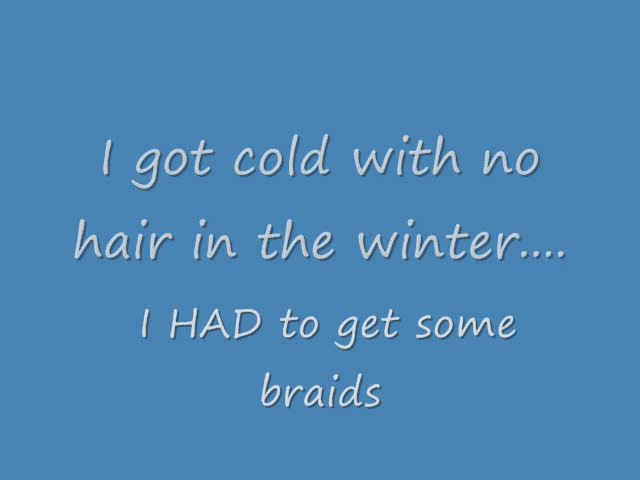 I got cold with no
hair in the winter....
I HAD to get some
braids